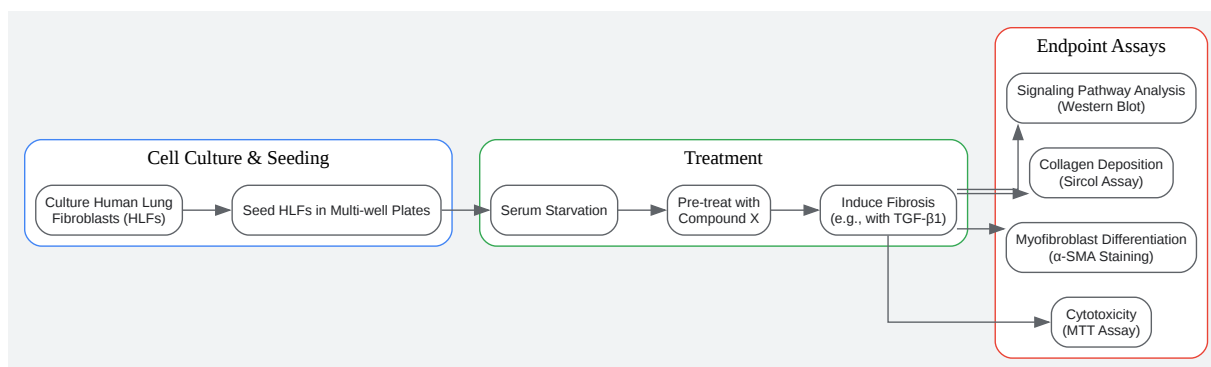 Cell Culture & Seeding
Culture Human Lung
Fibroblasts (HLFs)
Seed HLFs in Multi-well Plates
Treatment
Serum Starvation
Pre-treat with
Compound X
Induce Fibrosis
(e.g., with TGF-β1)
Endpoint Assays
Signaling Pathway Analysis
(Western Blot)
Collagen Deposition
(Sircol Assay)
Myofibroblast Differentiation
(α-SMA Staining)
Cytotoxicity
(MTT Assay)